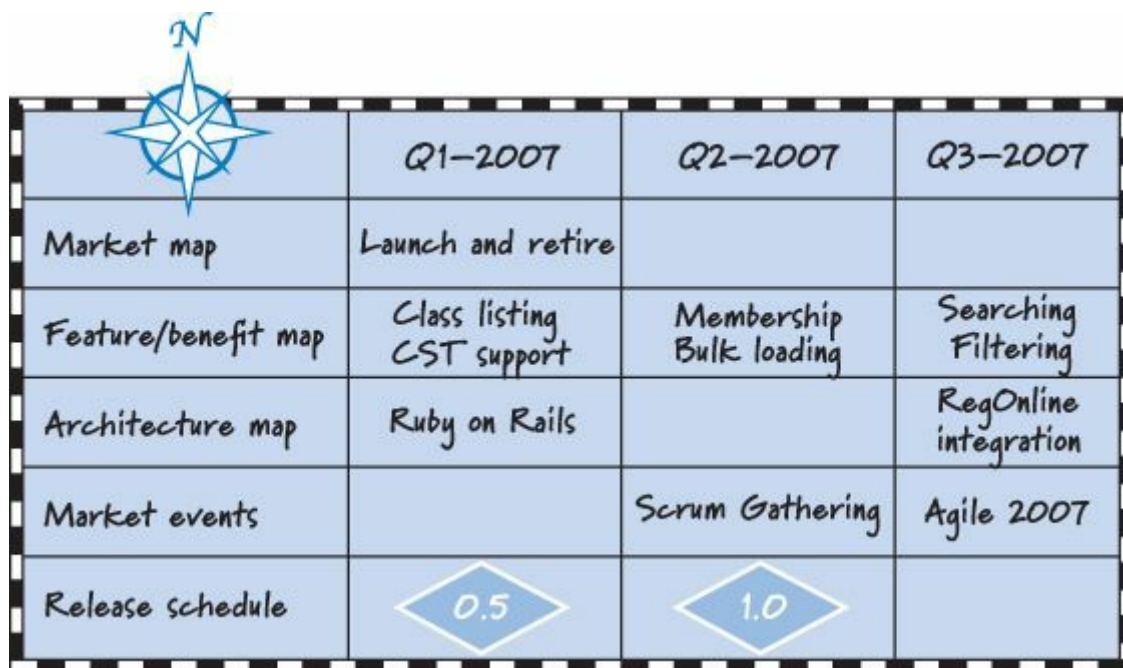 N
Q1–2007 Q2–2007 Q3–2007
Market map Launch and retire
Feature/benefit map Class listing Membership Searching
CST support Bulk loading Filtering
Architecture map Ruby on Rails RegOnline
integration
Market events Scrum Gathering Agile 2007
Release schedule 0.5 1.0